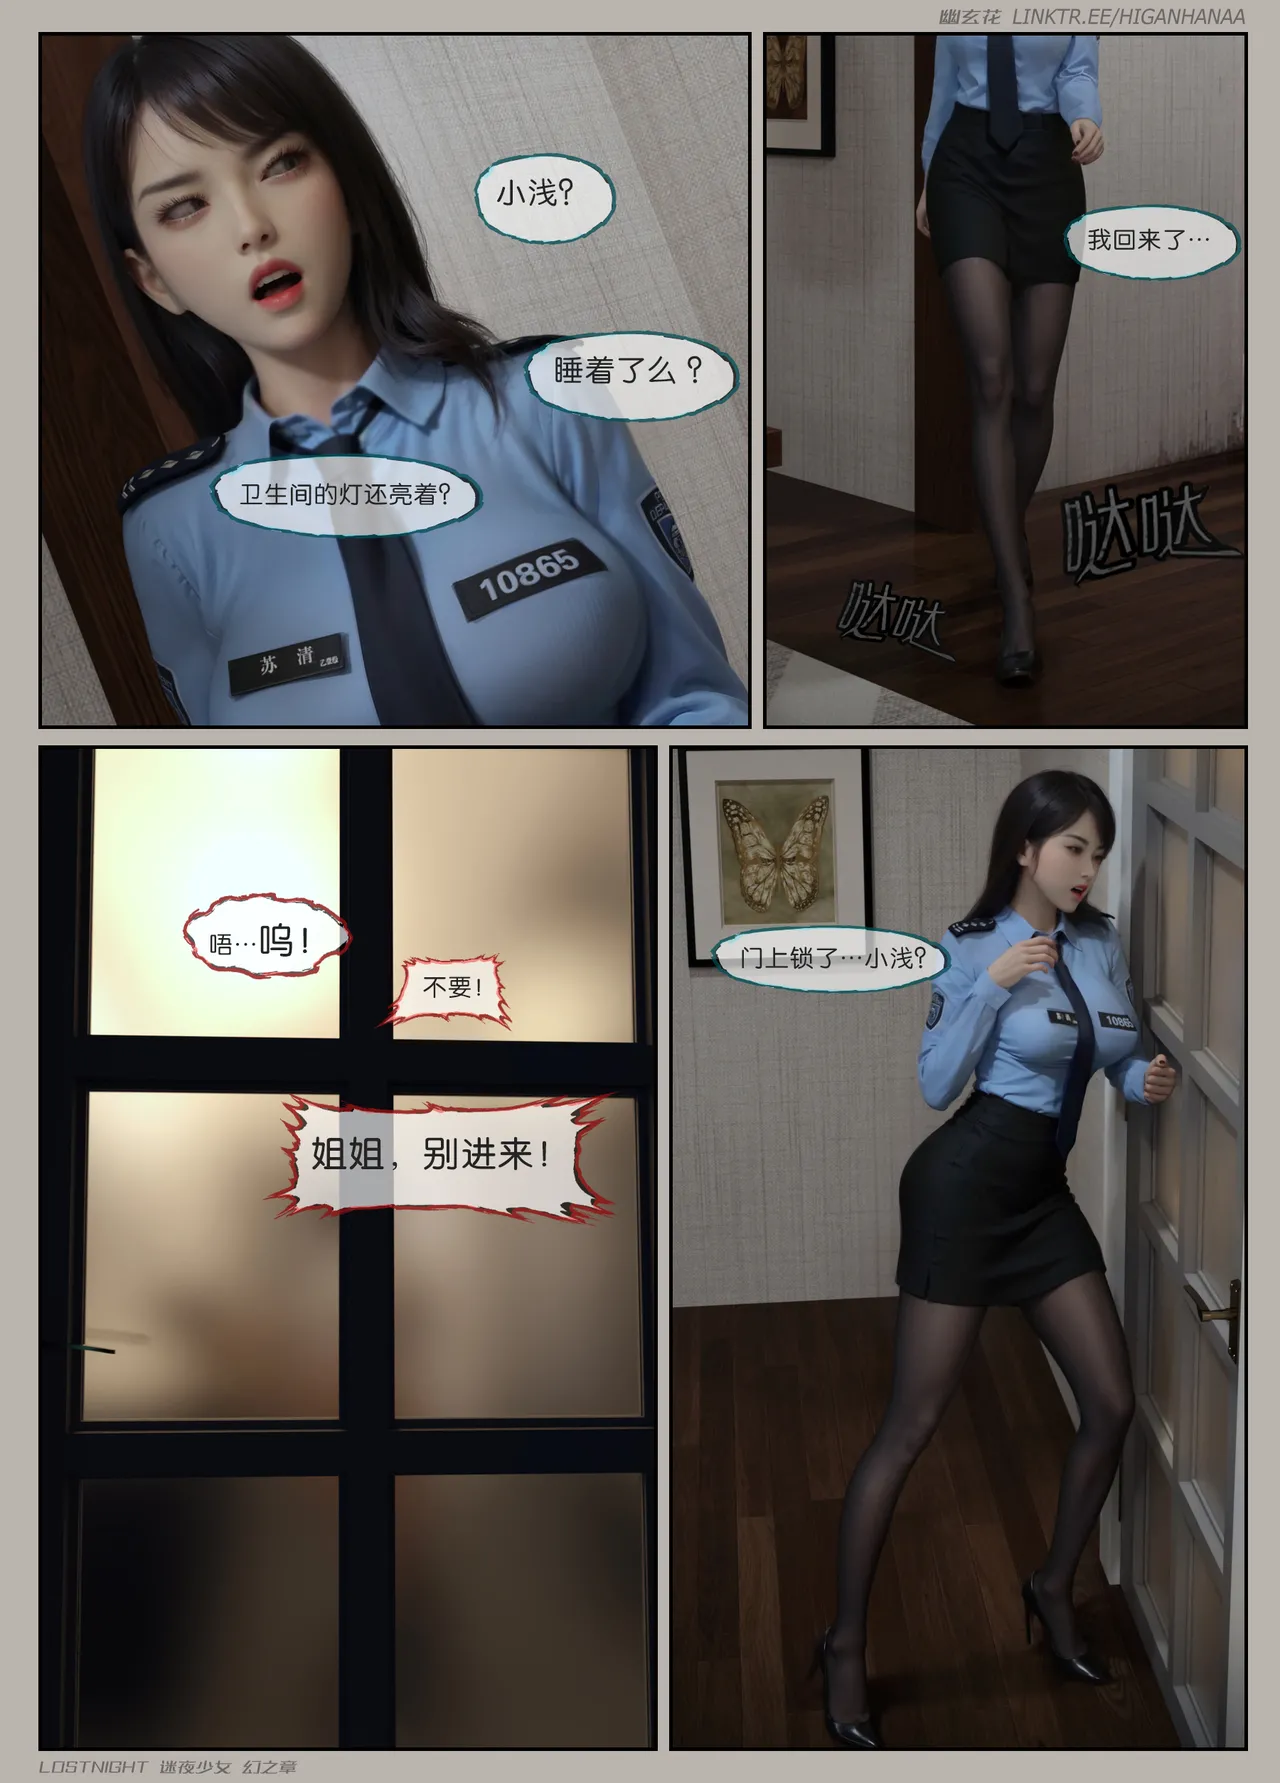 幽玄花 LINKTR.EE/HIGANHANAA
小浅？
睡着了么？
卫生间的灯还亮着？
10865
苏 清
我回来了…
哒哒
哒哒
唔…呜！
不要！
姐姐，别进来！
门上锁了…小浅？
10865
LOSTNIGHT 迷夜少女 幻之章